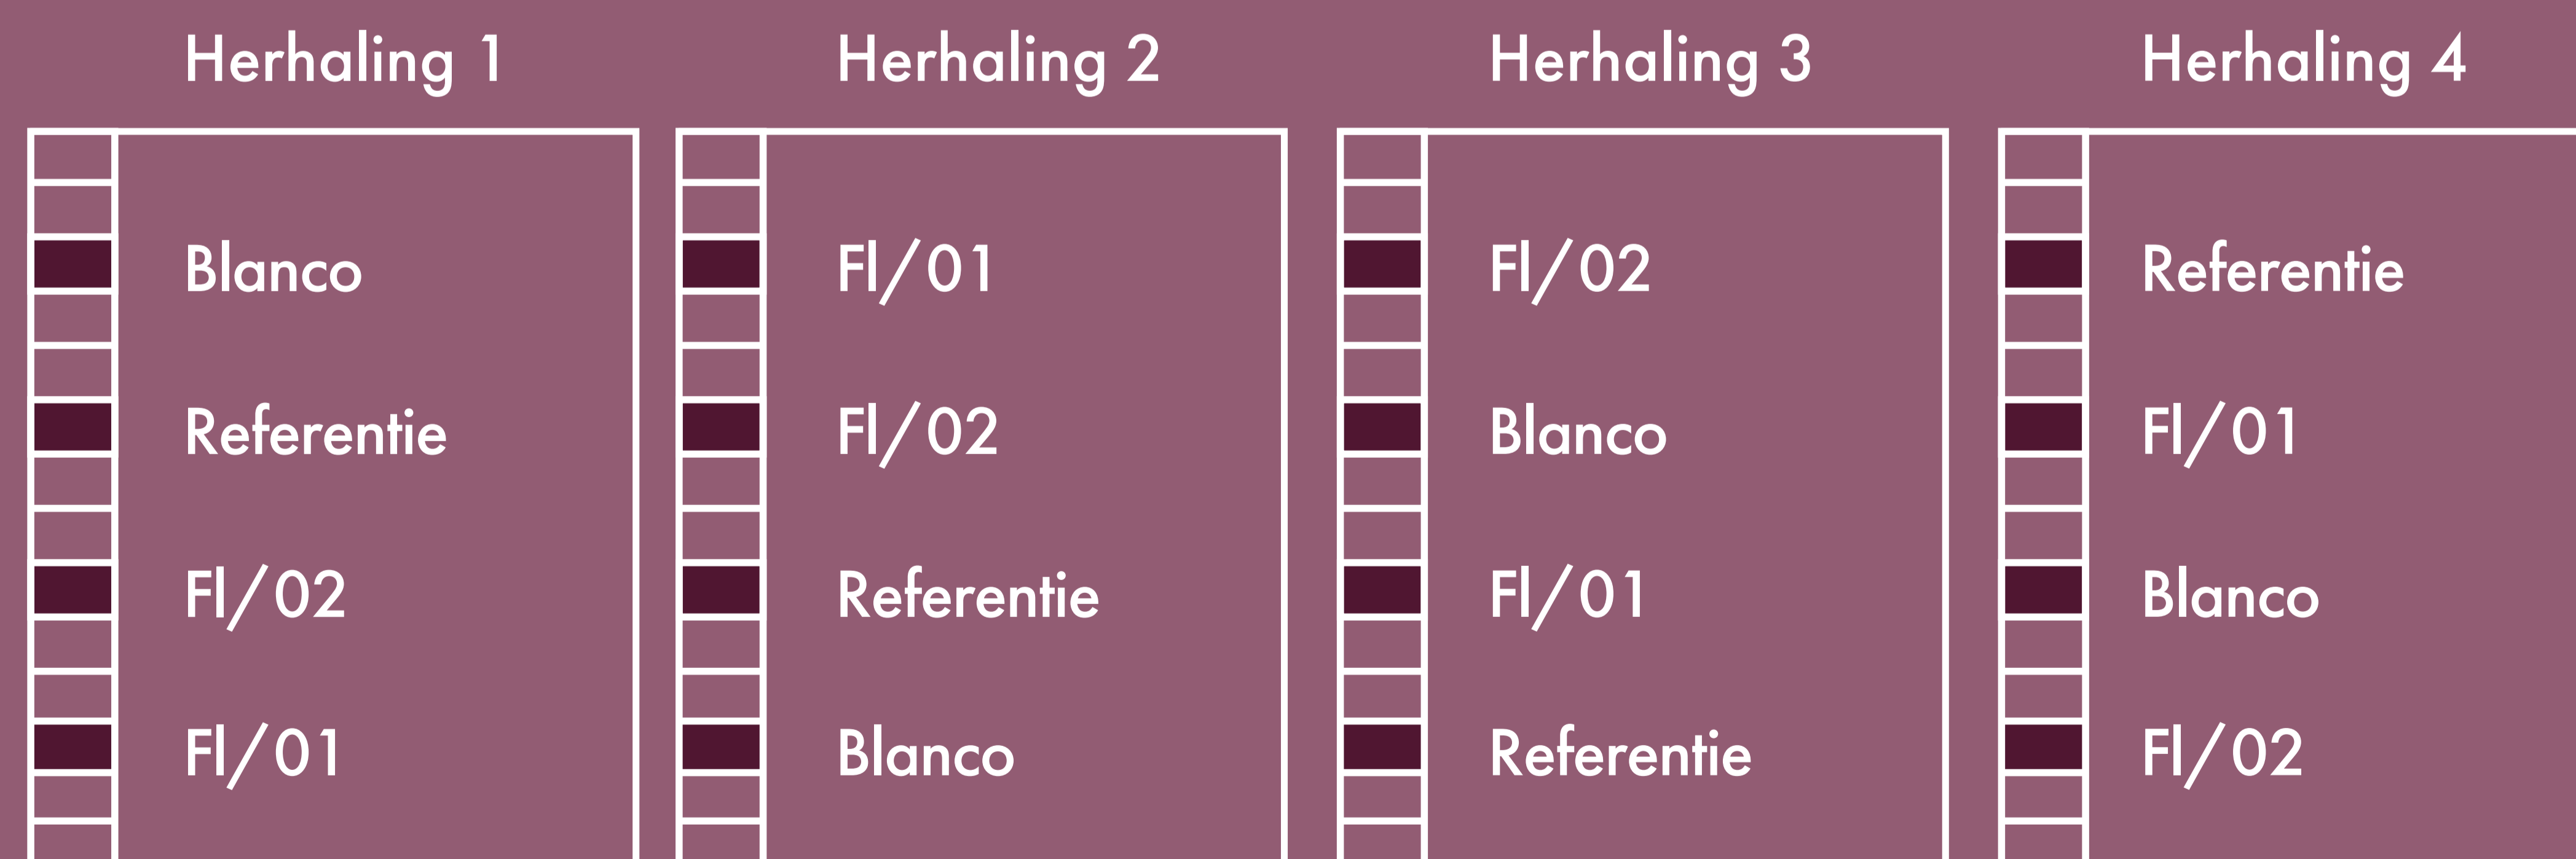 Herhaling 1
Blanco
Referentie
Fl/02
Fl/01
Herhaling 2
Fl/01
Fl/02
Referentie
Blanco
Herhaling 3
Fl/02
Blanco
Fl/01
Referentie
Herhaling 4
Referentie
Fl/01
Blanco
Fl/02